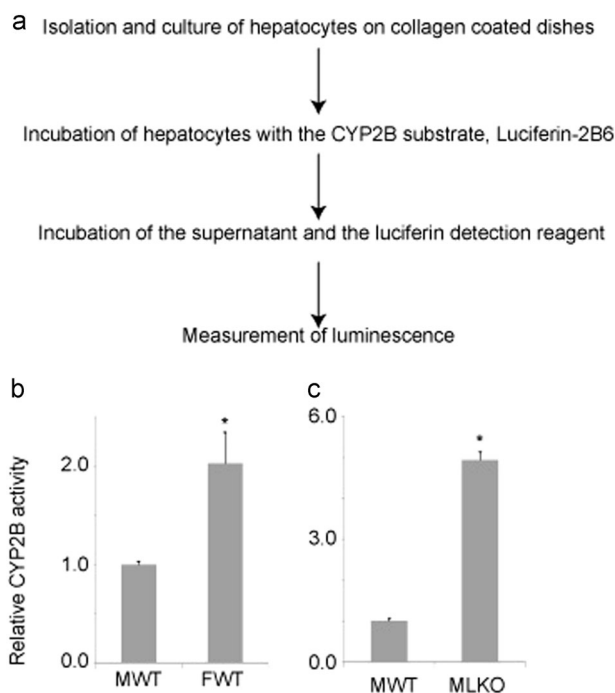 a
Isolation and culture of hepatocytes on collagen coated dishes
Incubation of hepatocytes with the CYP2B substrate, Luciferin-2B6
Incubation of the supernatant and the luciferin detection reagent
Measurement of luminescence
b
Relative CYP2B activity
2.0
1.0
0.0
*
MWT FWT
c
6.0
3.0
0.0
*
MWT MLKO